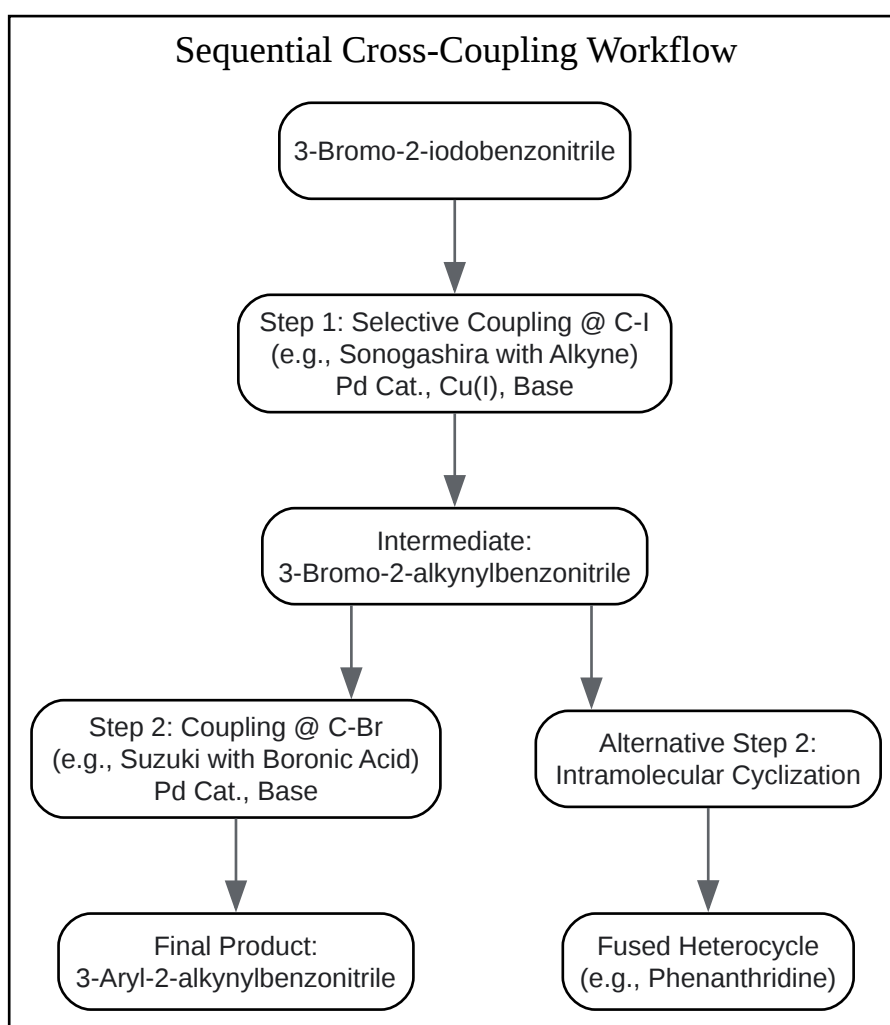 Sequential Cross-Coupling Workflow
3-Bromo-2-iodobenzonitrile
Step 1: Selective Coupling @ C-I
(e.g., Sonogashira with Alkyne)
Pd Cat., Cu(I), Base
Intermediate:
3-Bromo-2-alkynylbenzonitrile
Step 2: Coupling @ C-Br
(e.g., Suzuki with Boronic Acid)
Pd Cat., Base
Alternative Step 2:
Intramolecular Cyclization
Final Product:
3-Aryl-2-alkynylbenzonitrile
Fused Heterocycle
(e.g., Phenanthridine)